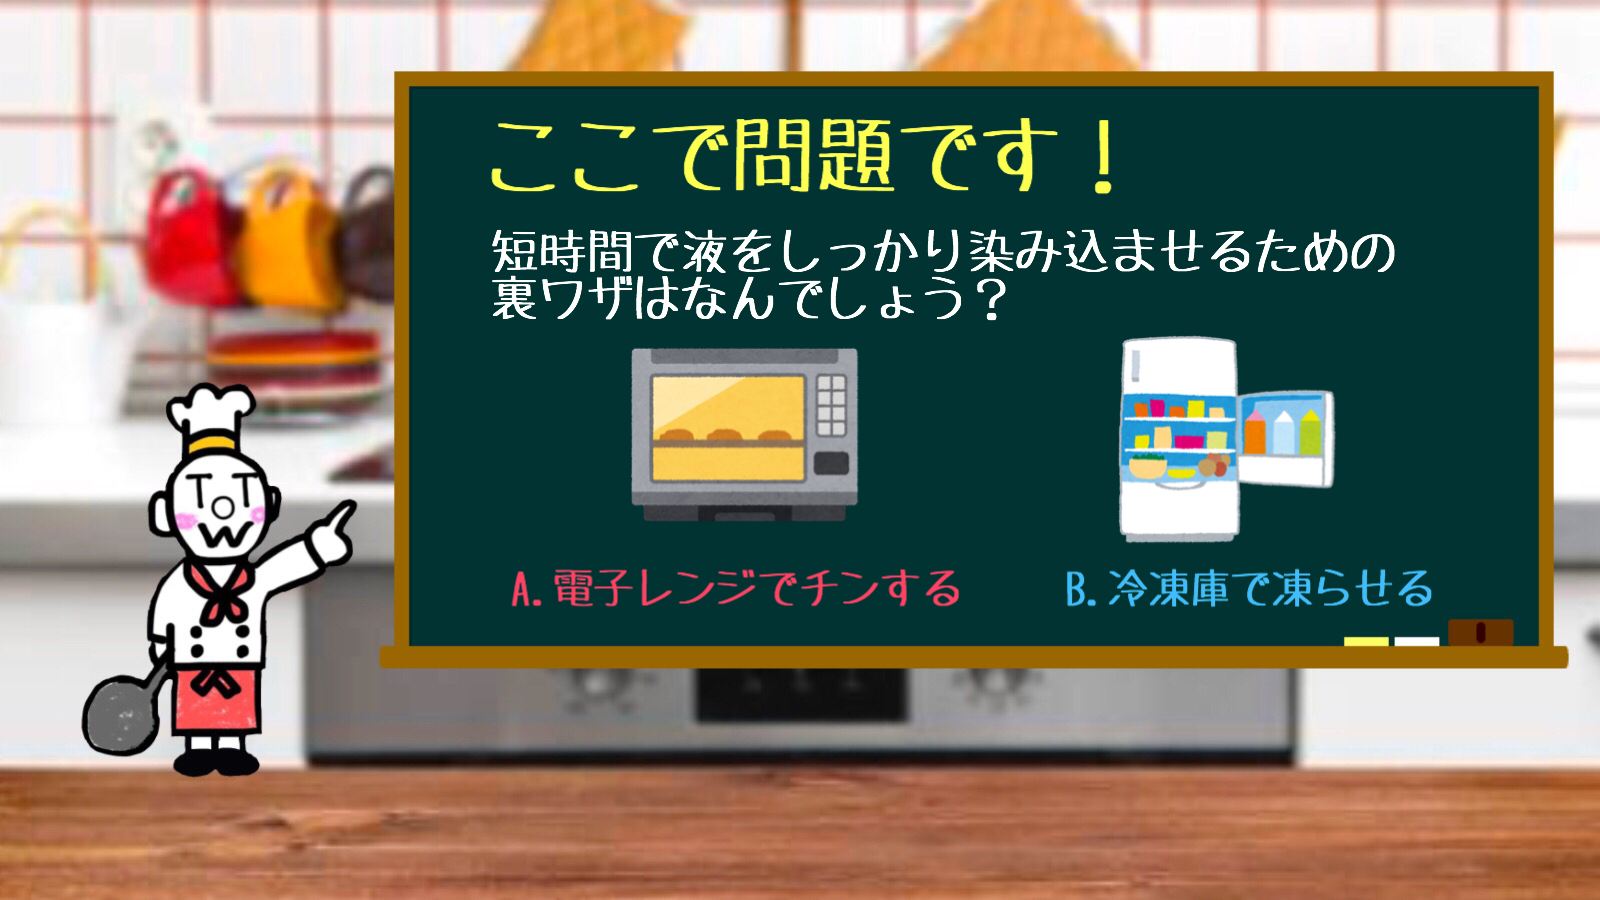 ここで問題です！
短時間で液をしっかり染み込ませるための
裏ワザはなんでしょう？
A.電子レンジでチンする
B.冷凍庫で凍らせる